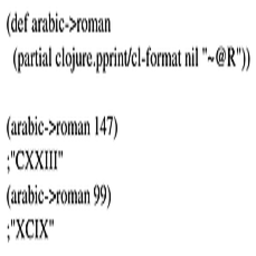 (def arabic->roman
(partial clojure.pprint/cl-format nil "~@R"))
(arabic->roman 147)
;"CXXIII"
(arabic->roman 99)
;"XCIX"